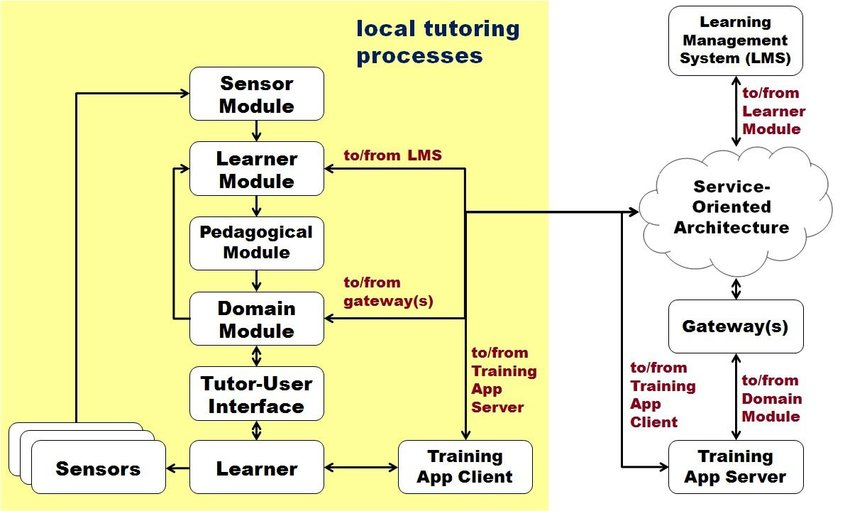 local tutoring
processes
Sensor
Module
Learner
Module
Pedagogical
Module
Domain
Module
Tutor-User
Interface
Sensors
Learner
Training
App Client
to/from LMS
to/from
gateway(s)
to/from
Training
App
Server
Learning
Management
System (LMS)
to/from
Learner
Module
Service-
Oriented
Architecture
Gateway(s)
to/from
Training
App
Client
to/from
Domain
Module
Training
App Server